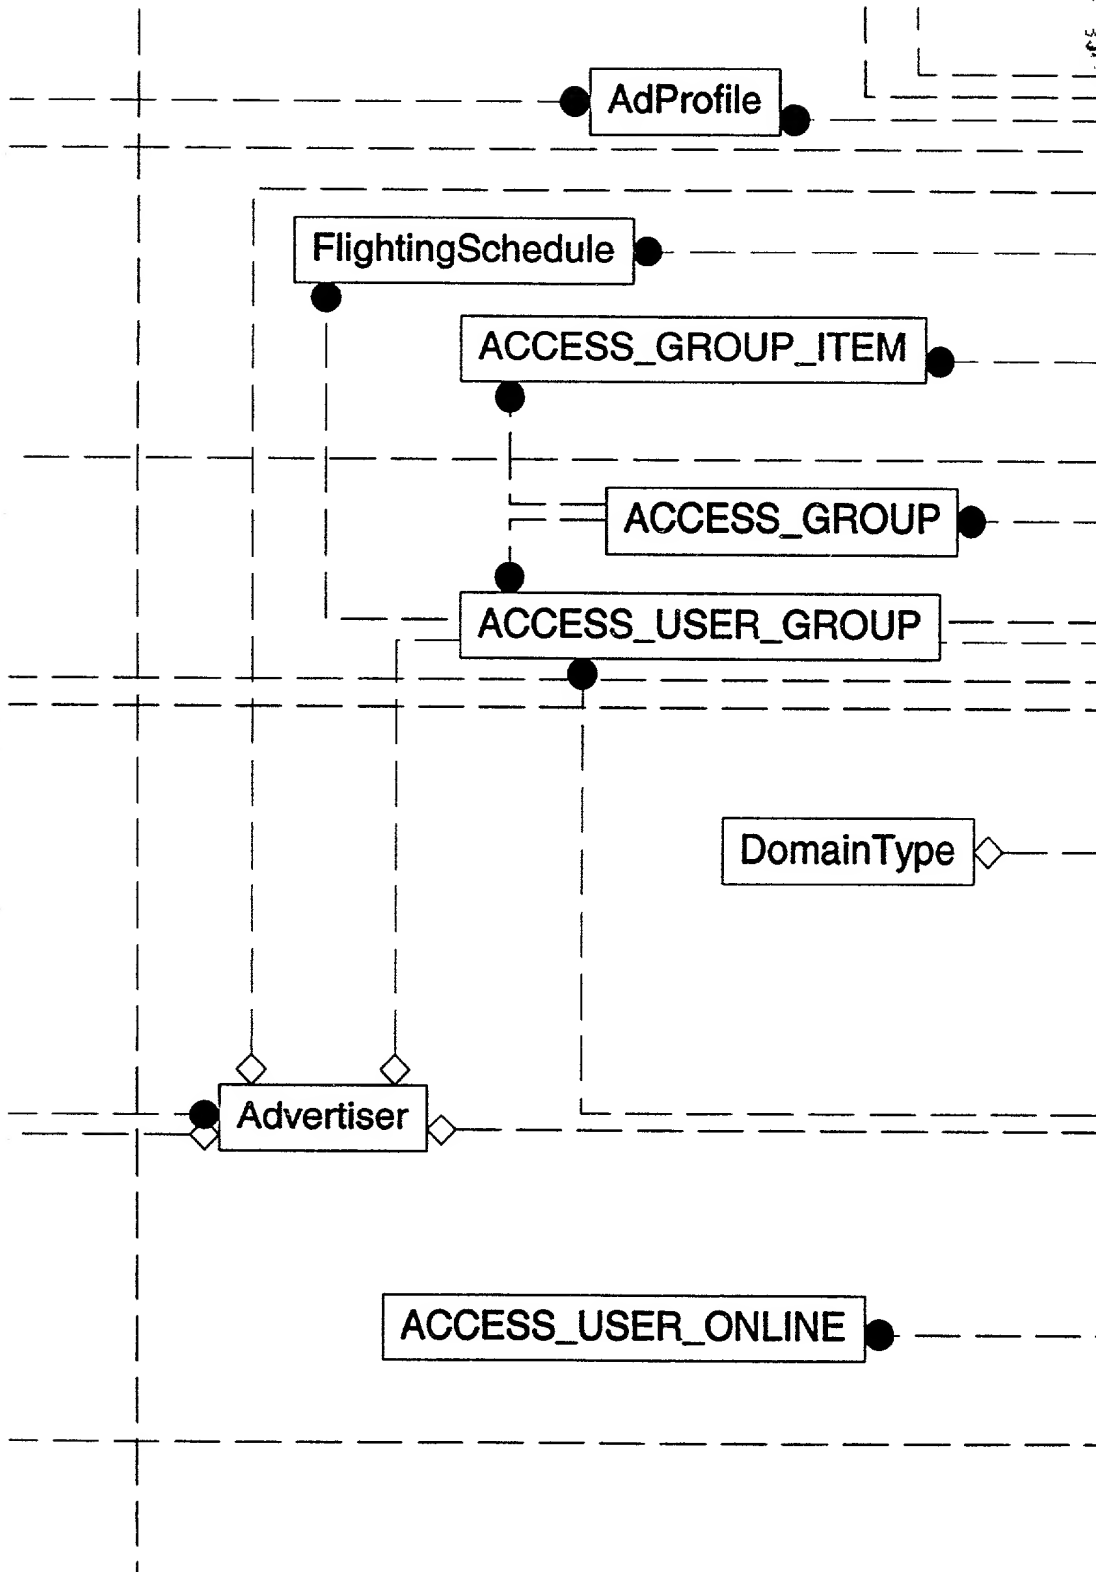 AdProfile
FlightingSchedule
ACCESS_GROUP_ITEM
ACCESS_GROUP
ACCESS_USER_GROUP
DomainType
Advertiser
ACCESS_USER_ONLINE